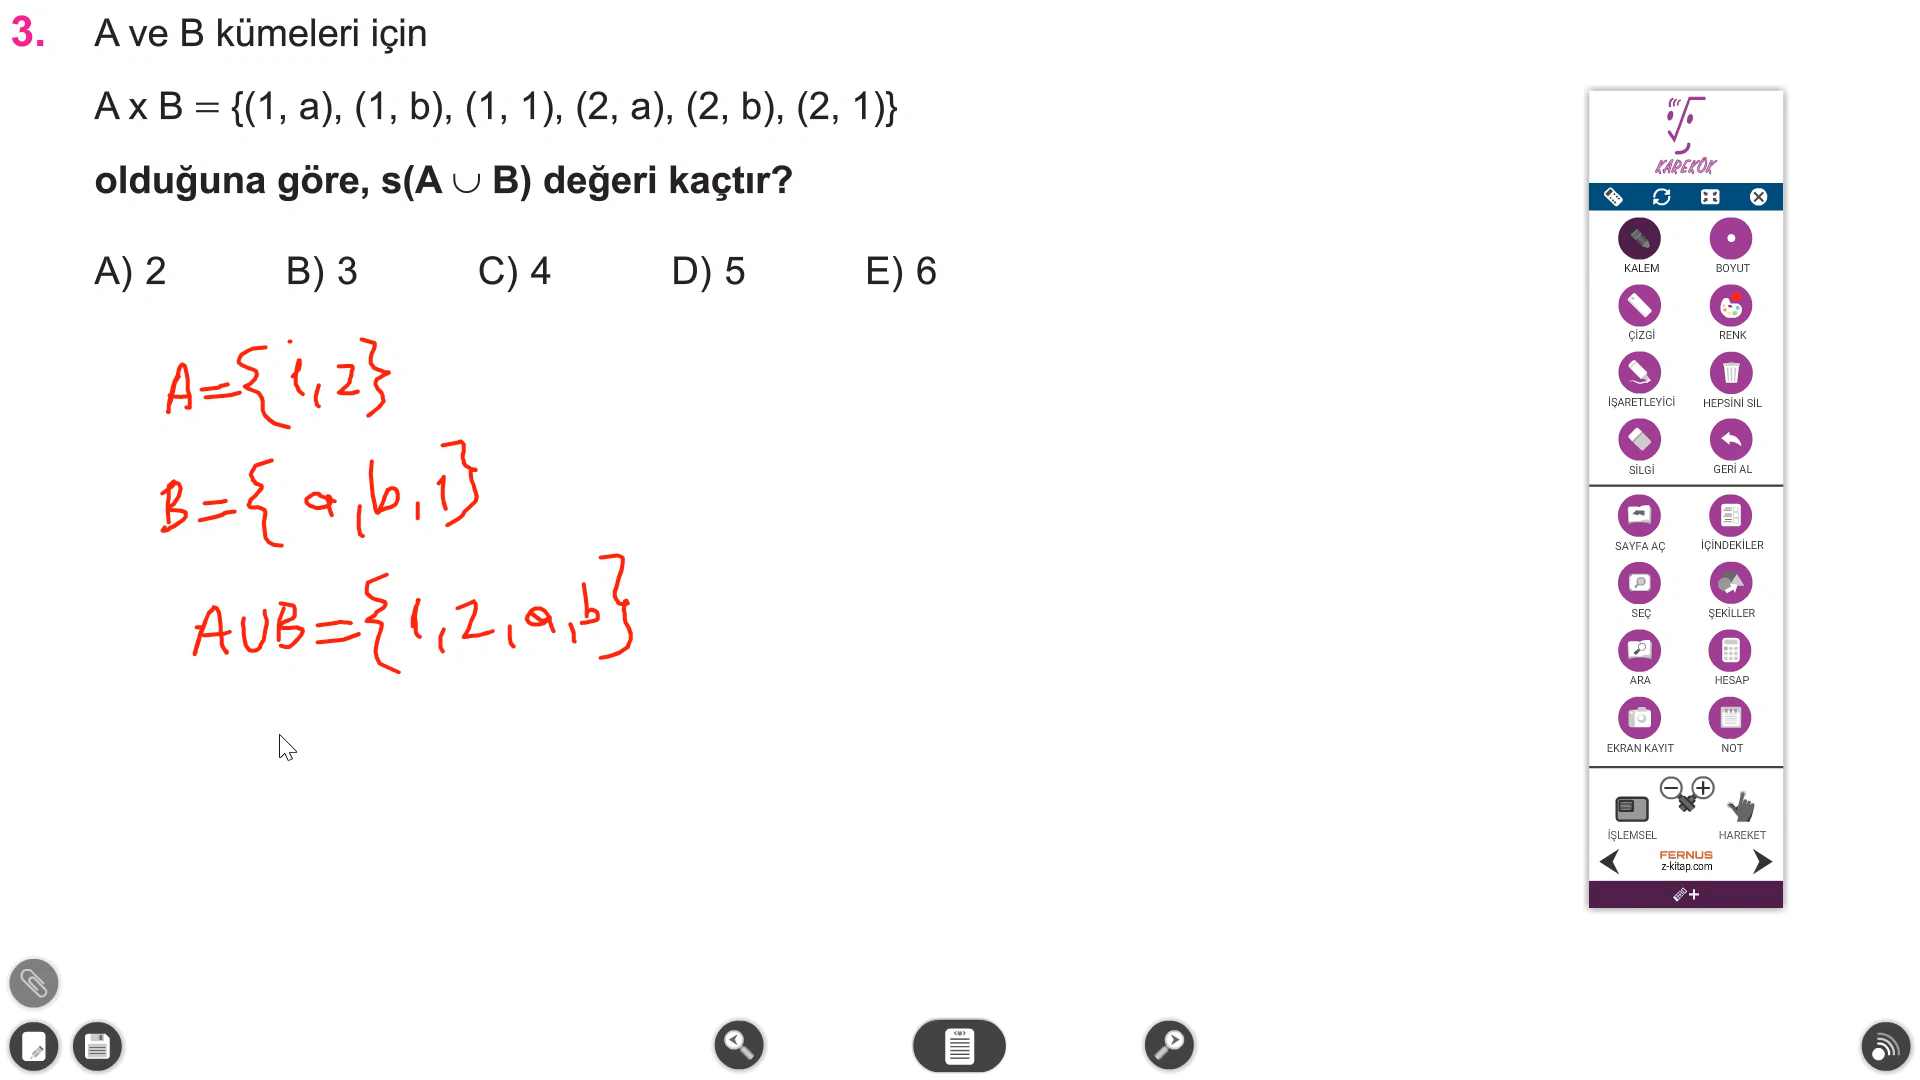 3. A ve B kümeleri için
A x B = {(1, a), (1, b), (1, 1), (2, a), (2, b), (2, 1)}
olduğuna göre, s(A ∪ B) değeri kaçtır?
A) 2 B) 3 C) 4 D) 5 E) 6
A={1,2}
B={a,b,1}
A∪B={1,2,a,b}
KAREKÖK
KALEM BOYUT
ÇİZGİ RENK
İŞARETLEYİCİ HEPSİNİ SİL
SİLGİ GERİ AL
SAYFA AÇ İÇİNDEKİLER
SEÇ ŞEKİLLER
ARA HESAP
EKRAN KAYIT NOT
İŞLEMSEL HAREKET
FERNUS
z-kitap.com